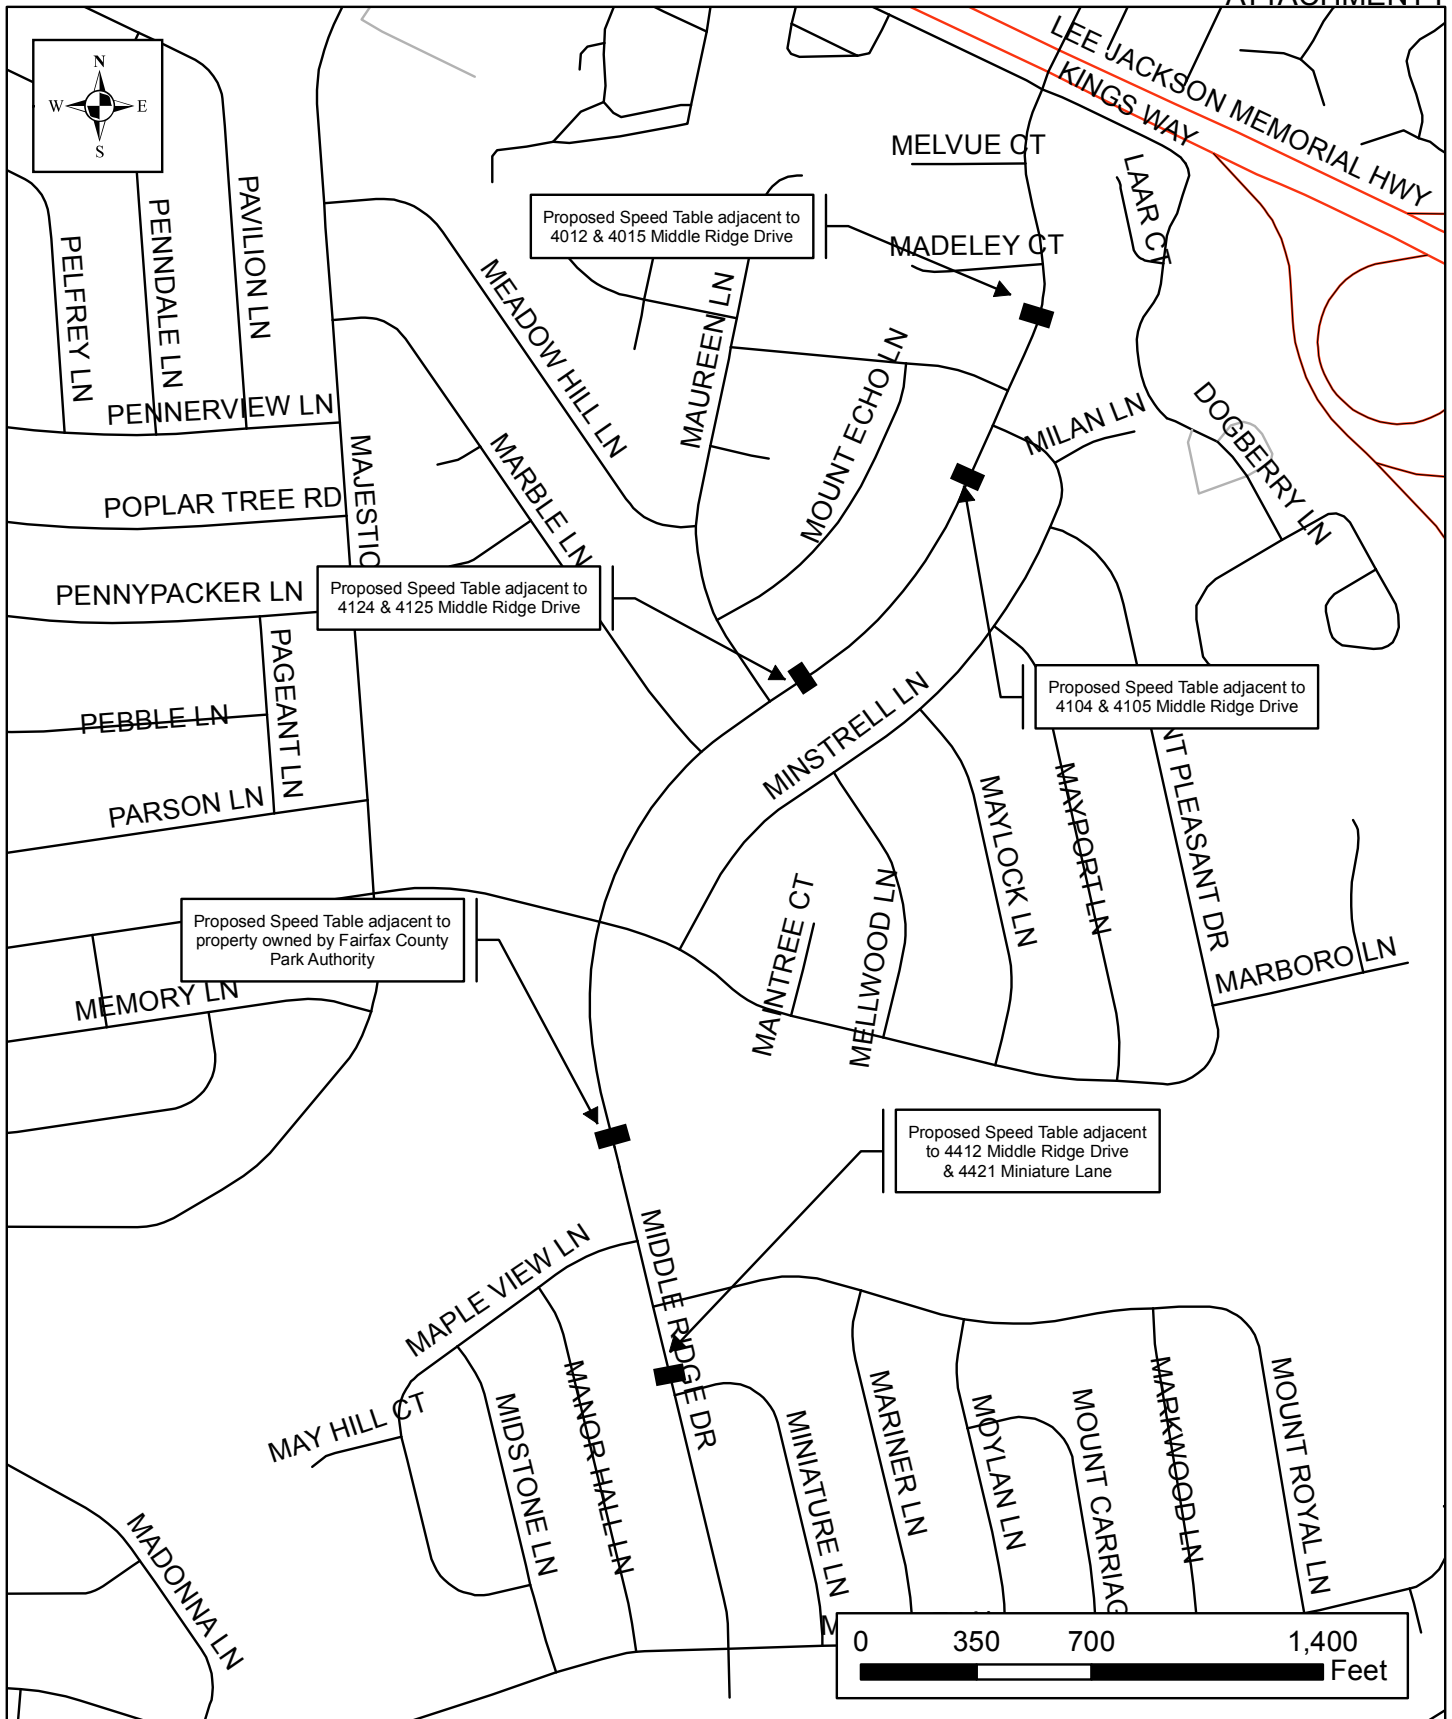 ATTACHMENT I
N
W E
S
LEE JACKSON MEMORIAL HWY
KINGS WAY
MELVUE CT
LAAR CT
MADELEY CT
Proposed Speed Table adjacent to
4012 & 4015 Middle Ridge Drive
PELFREY LN
PENNDALE LN
PAVILION LN
MEADOW HILL LN
MAUREEN LN
MOUNT ECHO LN
MILAN LN
DOGBERRY LN
PENNERVIEW LN
MAJESTIC
MARBLE LN
POPLAR TREE RD
PENNYPACKER LN
Proposed Speed Table adjacent to
4124 & 4125 Middle Ridge Drive
PAGEANT LN
PEBBLE LN
PARSON LN
MINSTRELL LN
Proposed Speed Table adjacent to
4104 & 4105 Middle Ridge Drive
NT PLEASANT DR
MAYPORT LN
MAYLOCK LN
MELLWOOD LN
MAINTREE CT
MARBORO LN
Proposed Speed Table adjacent to
property owned by Fairfax County
Park Authority
MEMORY LN
Proposed Speed Table adjacent
to 4412 Middle Ridge Drive
& 4421 Miniature Lane
MIDDLE RIDGE DR
MAPLE VIEW LN
MAY HILL CT
MIDSTONE LN
MANOR HALL LN
MINIATURE LN
MARINER LN
MOYLAN LN
MOUNT CARRIAG
MARKWOOD LN
MOUNT ROYAL LN
MADONNA LN
0 350 700 1,400
Feet